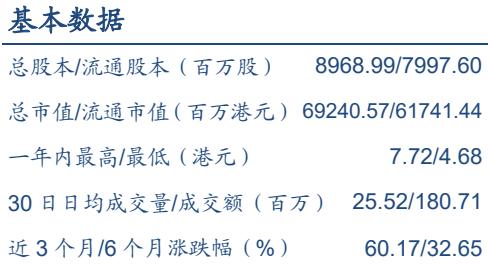 基本数据
总股本/流通股本（百万股） 8968.99/7997.60
总市值/流通市值（百万港元） 69240.57/61741.44
一年内最高/最低（港元） 7.72/4.68
30 日日均成交量/成交额（百万） 25.52/180.71
近 3 个月/6 个月涨跌幅（%） 60.17/32.65